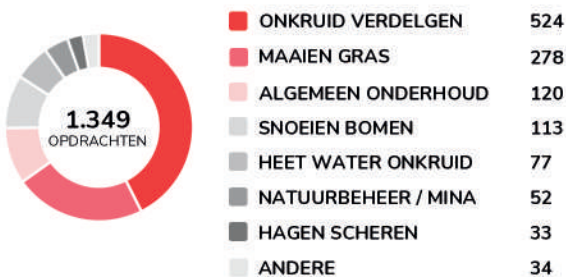 1.349
OPDRACHTEN
ONKRUID VERDELGEN 524
MAAIEN GRAS 278
ALGEMEEN ONDERHOUD 120
SNOEIEN BOMEN 113
HEET WATER ONKRUID 77
NATUURBEHEER / MINA 52
HAGEN SCHEREN 33
ANDERE 34